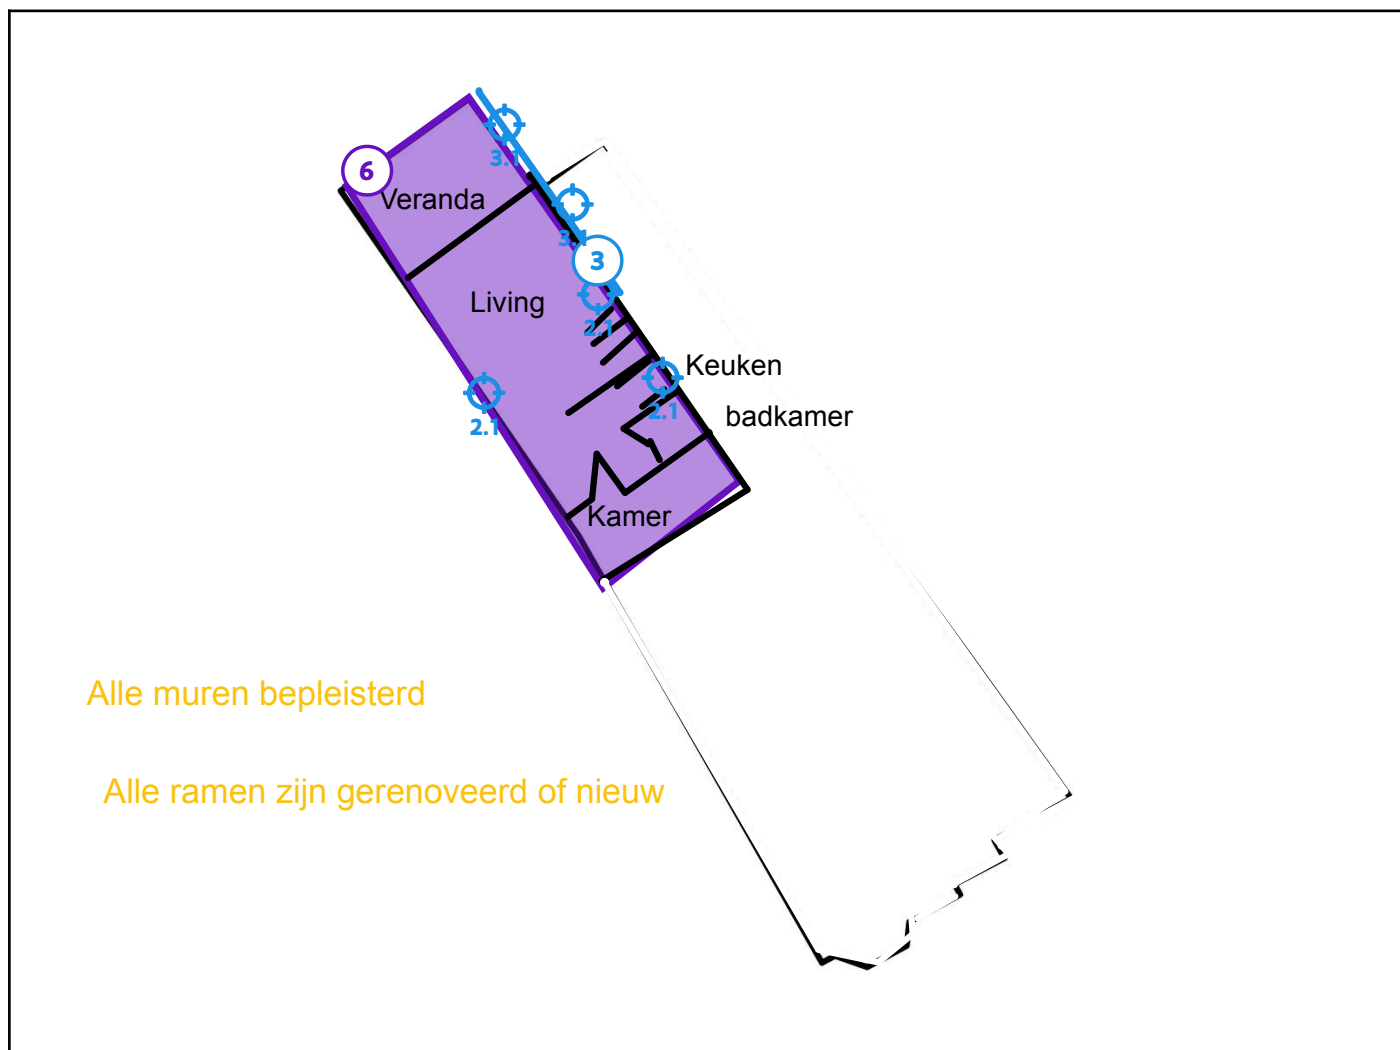 3.1
6
Veranda
3.1
3
Living
2.1
Keuken
2.1
badkamer
2.1
Kamer
Alle muren bepleisterd
Alle ramen zijn gerenoveerd of nieuw